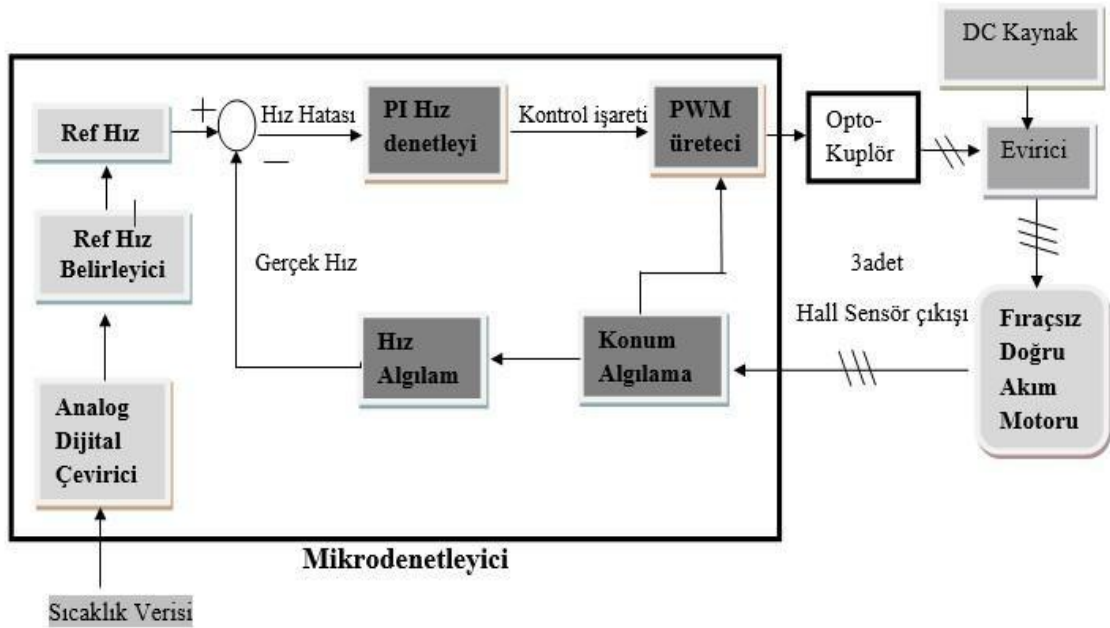 DC Kaynak
Ref Hız
+
Hız Hatası
PI Hız
denetleyi
Kontrol işareti
PWM
üreteci
Opto-
Kuplör
Evirici
—
Ref Hız
Belirleyici
Gerçek Hız
3adet
Hall Sensör çıkışı
Hız
Algılam
Konum
Algılama
Fıraçsız
Doğru
Akım
Motoru
Analog
Dijital
Çevirici
Mikrodenetleyici
Sıcaklık Verisi